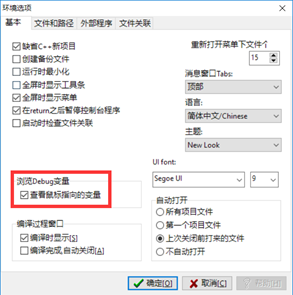 环境选项
基本 文件和路径 外部程序 文件关联
缺省C++新项目
创建备份文件
运行时最小化
全屏时显示工具条
全屏时显示菜单
在return之后暂停控制台程序
启动时检查文件关联
浏览Debug变量
查看鼠标指向的变量
编译过程窗口
编译时显示[S]
编译完成,自动关闭[A]
重新打开菜单下文件个
15
消息窗口Tabs:
顶部
语言:
简体中文/Chinese
主题:
New Look
UI font:
Segoe UI 9
自动打开
所有项目文件
第一个项目文件
上次关闭前打来的文件
不自动打开
确定[O] 取消[C] 帮助[H]